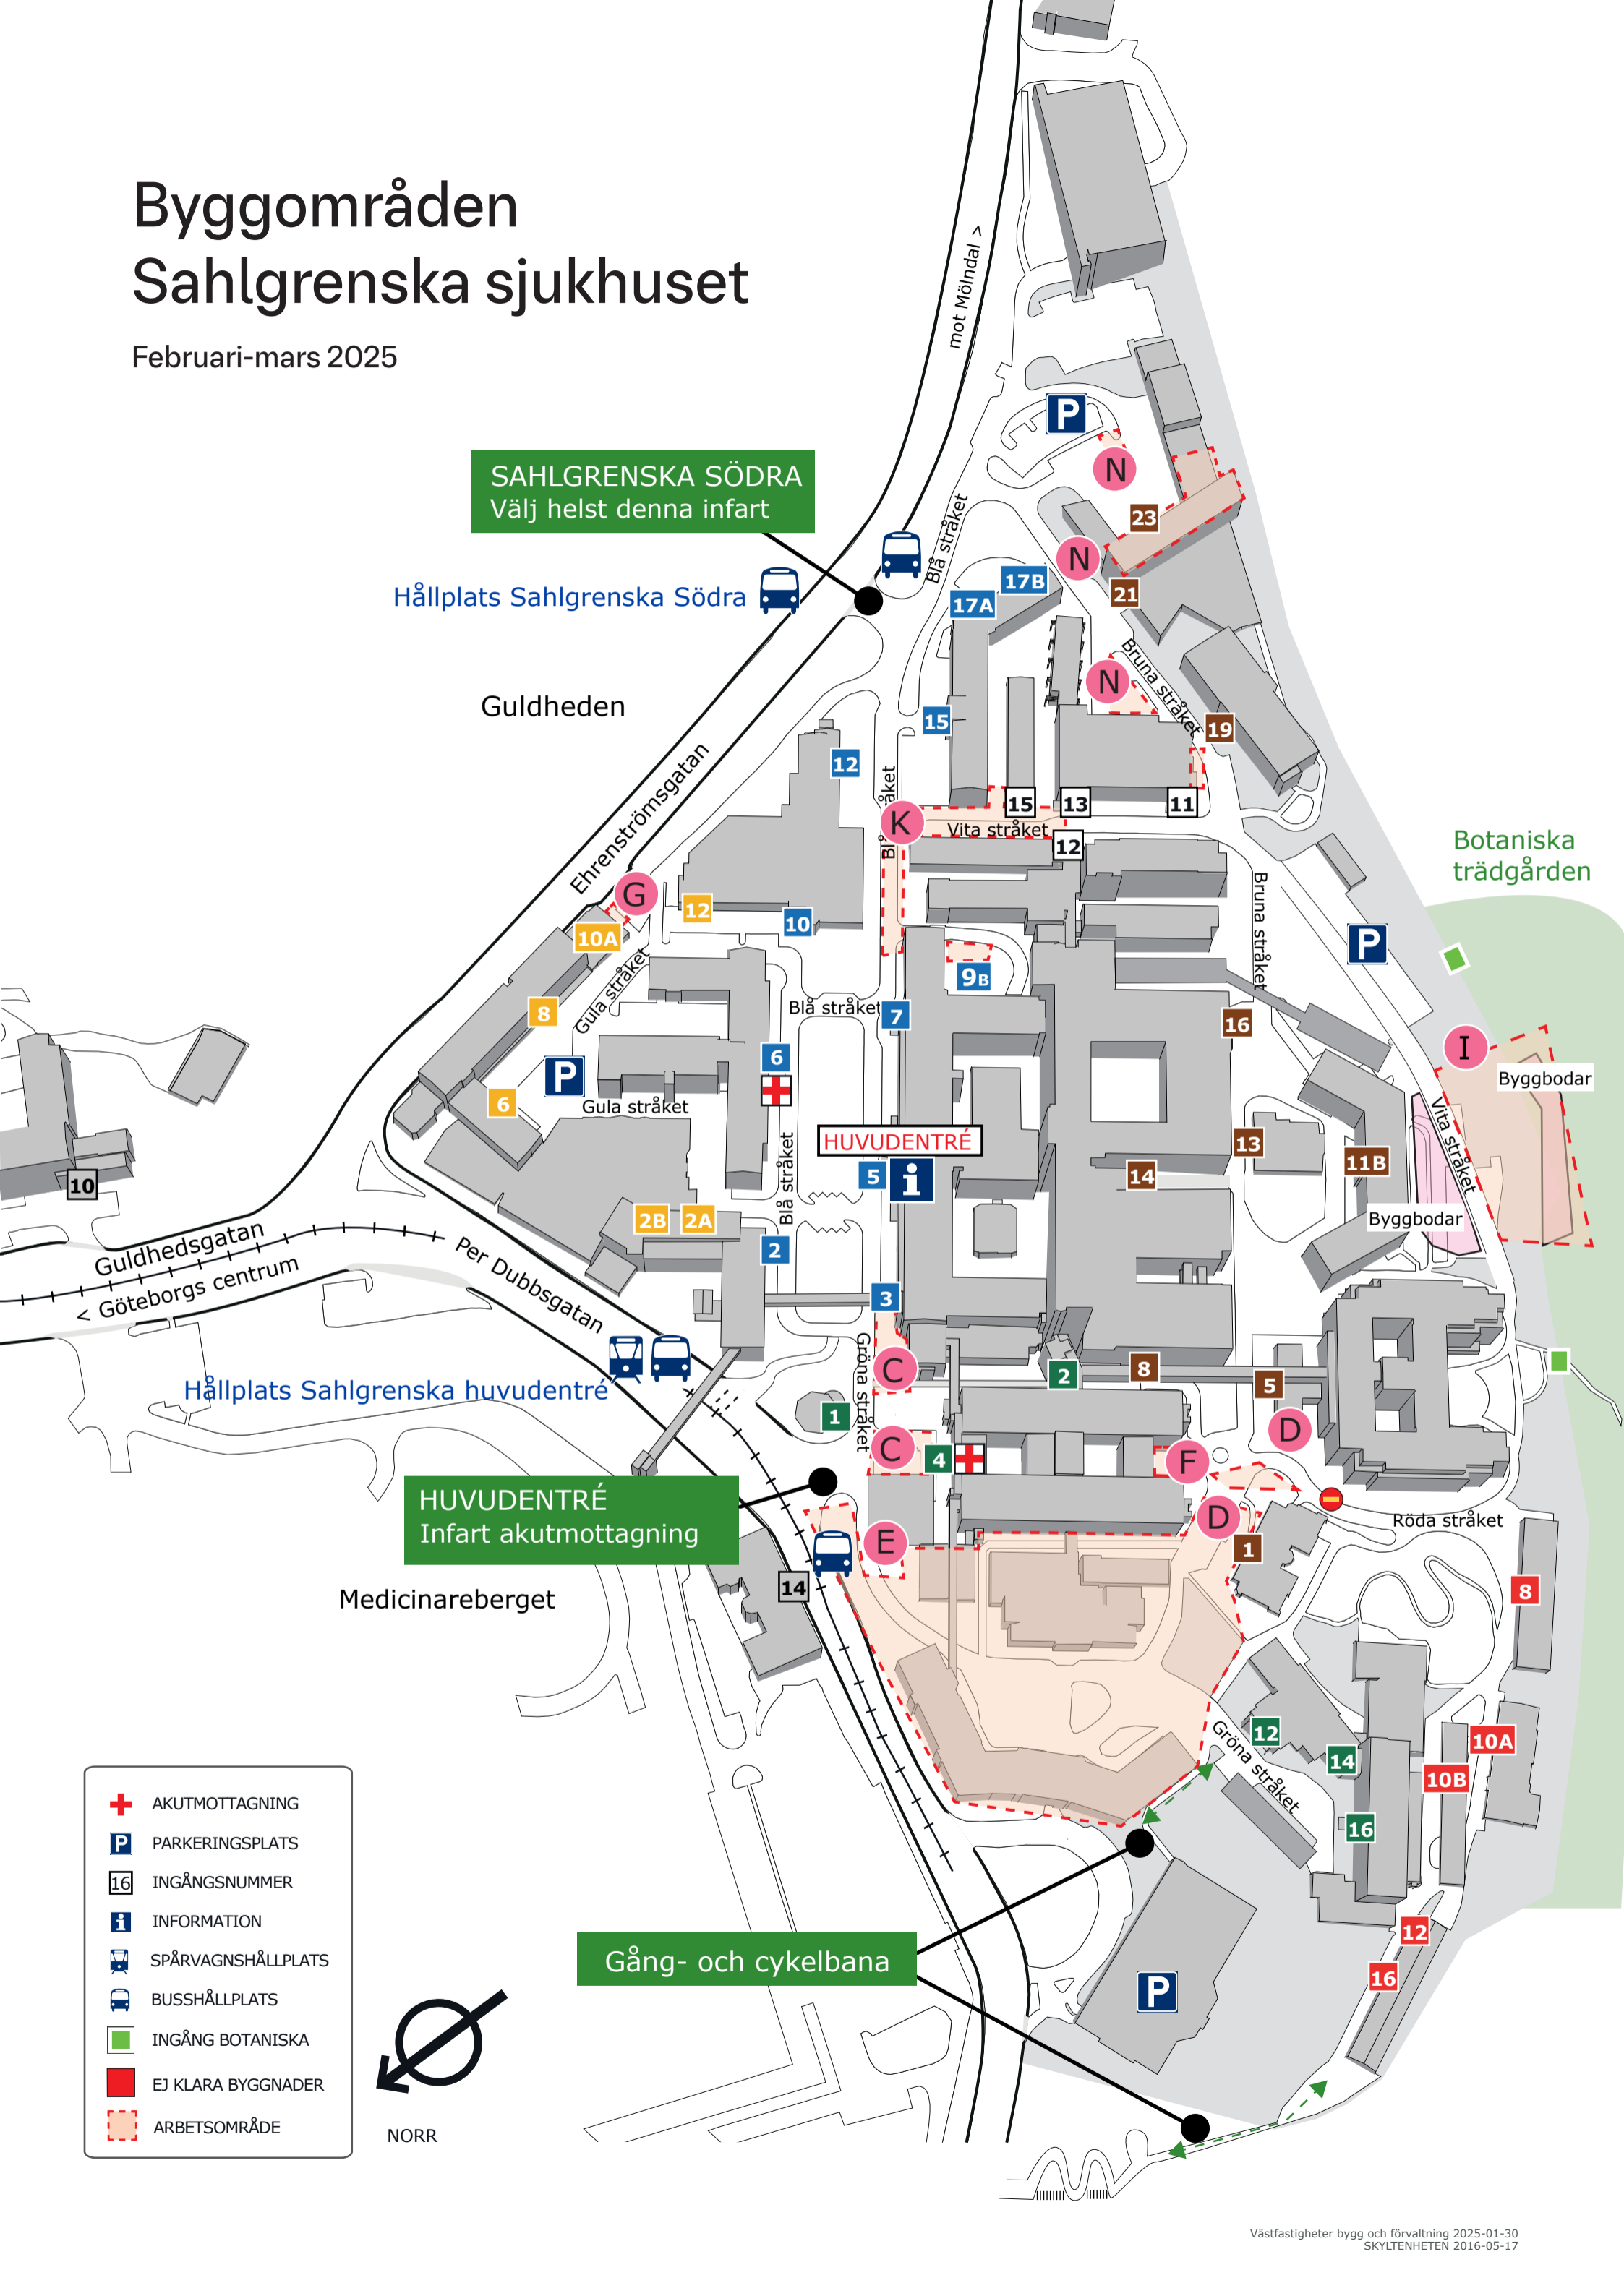 Byggområden
Sahlgrenska sjukhuset
Februari-mars 2025
mot Mölndal >
P
N
SAHLGRENSKA SÖDRA
Välj helst denna infart
23
Blå stråket
N
Hållplats Sahlgrenska Södra
17B
17A
21
Bruna stråket
N
Guldheden
15
19
12
Ehrenströmsgatan
Blå stråket
K
15
13
11
Vita stråket
12
Botaniska
trädgården
G
12
10
10A
Bruna stråket
P
9B
Gula stråket
8
Blå stråket
7
16
6
I
P
Byggbodar
6
Gula stråket
Vita stråket
HUVUDENTRÉ
13
11B
5
i
14
10
Blå stråket
2B
2A
Byggbodar
2
Guldhedsgatan
< Göteborgs centrum
Per Dubbsgatan
3
Gröna stråket
C
2
8
5
Hållplats Sahlgrenska huvudentré
1
D
C
4
F
HUVUDENTRÉ
Infart akutmottagning
D
Röda stråket
E
1
14
8
Medicinareberget
Gröna stråket
12
10A
14
10B
16
12
Gång- och cykelbana
16
P
AKUTMOTTAGNING
P PARKERINGSPLATS
16 INGÅNGSNUMMER
i INFORMATION
SPÅRVAGNSHÅLLPLATS
BUSSHÅLLPLATS
INGÅNG BOTANISKA
EJ KLARA BYGGNADER
ARBETSOMRÅDE
NORR
Västfastigheter bygg och förvaltning 2025-01-30
SKYLTENHETEN 2016-05-17